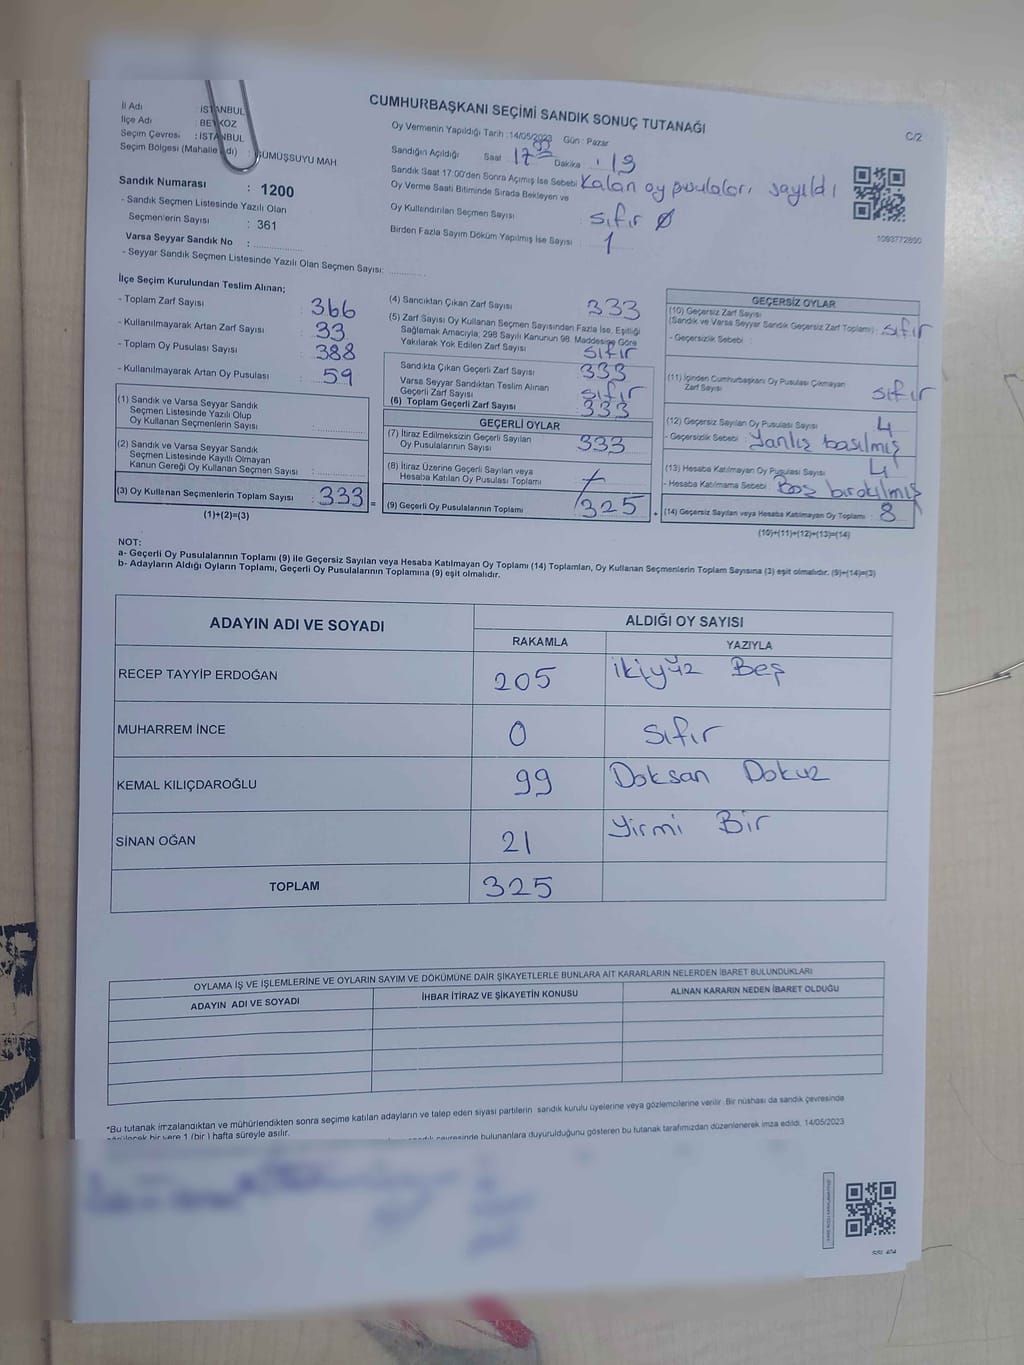 CUMHURBAŞKANI SEÇİMİ SANDIK SONUÇ TUTANAĞI
C/2
İl Adı : İSTANBUL
İlçe Adı : BEYKOZ
Seçim Çevresi : İSTANBUL
Seçim Bölgesi (Mahalle Adı) : GÜMÜŞSUYU MAH
Sandık Numarası : 1200
- Sandık Seçmen Listesinde Yazılı Olan
Seçmenlerin Sayısı : 361
Varsa Seyyar Sandık No :
- Seyyar Sandık Seçmen Listesinde Yazılı Olan Seçmen Sayısı:
Oy Vermenin Yapıldığı Tarih :14/05/2023 Gün : Pazar
Sandığın Açıldığı Saat 17 Dakika : 19
Sandık Saat 17:00'den Sonra Açımış İse Sebebi Kalan oy pusulaları sayıldı
Oy Verme Saati Bitiminde Sırada Bekleyen ve
Oy Kullendirılan Seçmen Sayısı : sıfır 0
Birden Fazla Sayım Döküm Yapılmış İse Sayısı : 1
1093772850
İlçe Seçim Kurulundan Teslim Alınan;
- Toplam Zarf Sayısı : 366
- Kullanılmayarak Artan Zarf Sayısı : 33
- Toplam Oy Pusulası Sayısı : 388
- Kullanılmayarak Artan Oy Pusulası : 59
(1) Sandık ve Varsa Seyyar Sandık
Seçmen Listesinde Yazılı Olup
Oy Kullanan Seçmenlerin Sayısı :
(2) Sandık ve Varsa Seyyar Sandık
Seçmen Listesinde Kayıtlı Olmayan
Kanun Gereği Oy Kullanan Seçmen Sayısı :
(3) Oy Kullanan Seçmenlerin Toplam Sayısı : 333 =
(1)+(2)=(3)
(4) Sandıktan Çıkan Zarf Sayısı : 333
(5) Zarf Sayısı Oy Kullanan Seçmen Sayısından Fazla İse, Eşitliği
Sağlamak Amacıyla; 298 Sayılı Kanunun 98. Maddesine Göre
Yakılarak Yok Edilen Zarf Sayısı : sıfır
Sandıkta Çıkan Geçerli Zarf Sayısı : 333
Varsa Seyyar Sandıktan Teslim Alınan
Geçerli Zarf Sayısı : sıfır
(6) Toplam Geçerli Zarf Sayısı : 333
GEÇERLİ OYLAR
(7) İtiraz Edilmeksizin Geçerli Sayılan
Oy Pusulasının Sayısı : 333
(8) İtiraz Üzerine Geçerli Sayılan veya
Hesaba Katılan Oy Pusulası Toplamı :
(9) Geçerli Oy Pusulalarının Toplamı : 325
GEÇERSİZ OYLAR
(10) Geçersiz Zarf Sayısı
(Sandık ve Varsa Seyyar Sandık Geçersiz Zarf Toplamı) : sıfır
- Geçersizlik Sebebi :
(11) İçinden Cumhurbaşkanı Oy Pusulası Çıkmayan
Zarf Sayısı : sıfır
(12) Geçersiz Sayılan Oy Pusulası Sayısı : 4
- Geçersizlik Sebebi : Yanlız basılmış
(13) Hesaba Katılmayan Oy Pusulası Sayısı : 4
- Hesaba Katılmama Sebebi : Boş bırakılmış
(14) Geçersiz Sayılan veya Hesaba Katılmayan Oy Toplamı : 8
(10)+(11)+(12)+(13)=(14)
NOT:
a- Geçerli Oy Pusulalarının Toplamı (9) ile Geçersiz Sayılan veya Hesaba Katılmayan Oy Toplamı (14) Toplamları, Oy Kullanan Seçmenlerin Toplam Sayısına (3) eşit olmalıdır. (9)+(14)=(3)
b- Adayların Aldığı Oyların Toplamı, Geçerli Oy Pusulalarının Toplamına (9) eşit olmalıdır.
ADAYIN ADI VE SOYADI
ALDIĞI OY SAYISI
RAKAMLA YAZIYLA
RECEP TAYYİP ERDOĞAN 205 ikiyüz Beş
MUHARREM İNCE 0 sıfır
KEMAL KILIÇDAROĞLU 99 Doksan Dokuz
SİNAN OĞAN 21 Yirmi Bir
TOPLAM 325
OYLAMA İŞ VE İŞLEMLERİNE VE OYLARIN SAYIM VE DÖKÜMÜNE DAİR ŞİKAYETLERLE BUNLARA AİT KARARLARIN NELERDEN İBARET BULUNDUKLARI
ADAYIN ADI VE SOYADI İHBAR İTİRAZ VE ŞİKAYETİN KONUSU ALINAN KARARIN NEDEN İBARET OLDUĞU
*Bu tutanak imzalandıktan ve mühürlendikten sonra seçime katılan adayların ve talep eden siyasi partilerin sandık kurulu üyelerine veya gözlemcilerine verilir. Bir nüshası da sandık çevresinde
görülecek bir yere 1 (bir) hafta süreyle asılır.
sandık çevresinde bulunanlara duyurulduğunu gösteren bu tutanak tarafımızdan düzenlenerek imza edildi. 14/05/2023